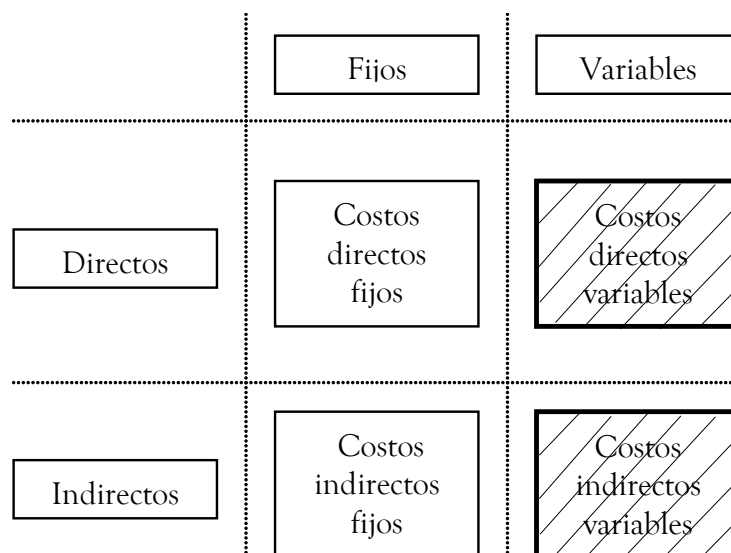 Fijos
Variables
Directos
Costos
directos
fijos
Costos
directos
variables
Indirectos
Costos
indirectos
fijos
Costos
indirectos
variables